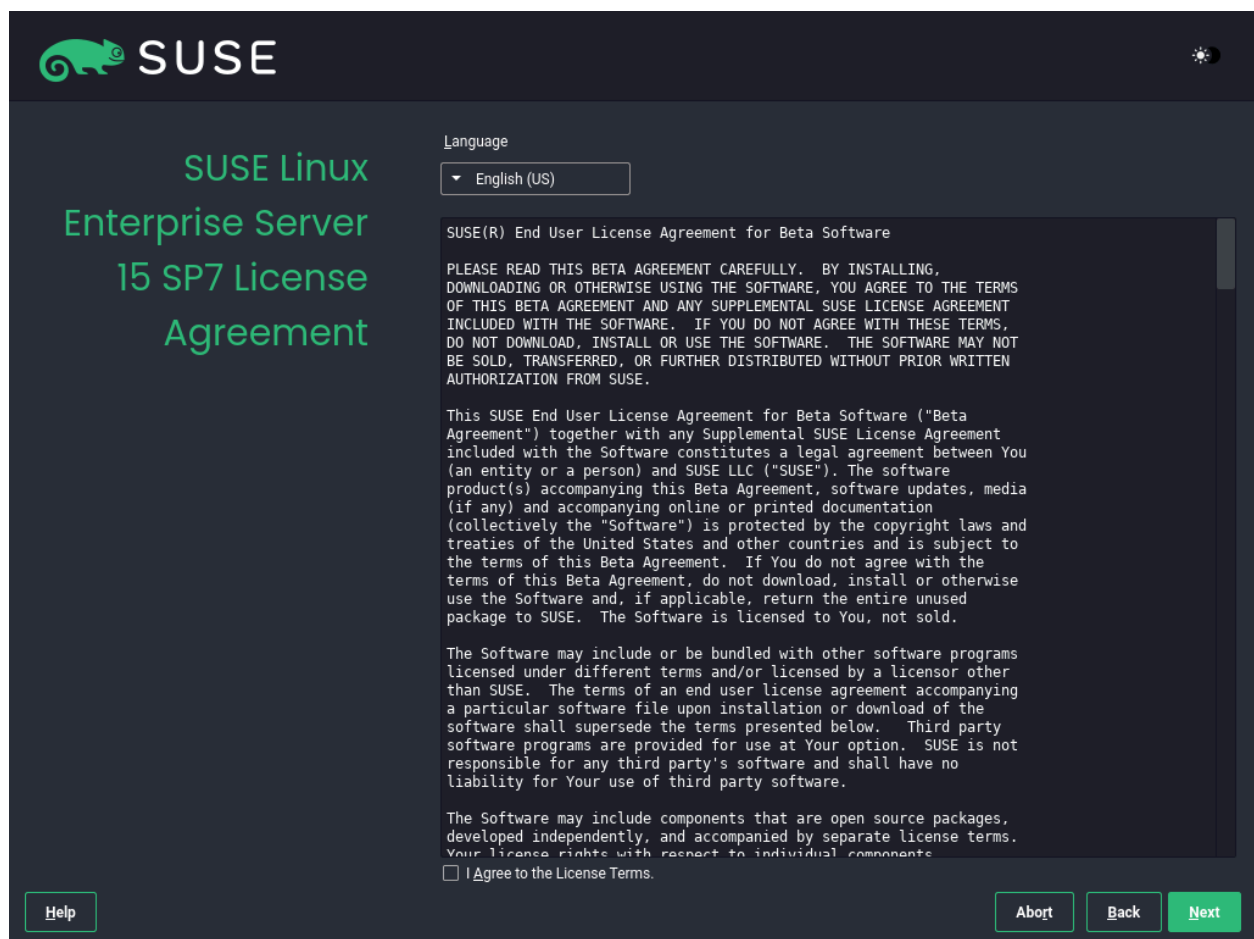 SUSE
SUSE Linux
Enterprise Server
15 SP7 License
Agreement
Language
English (US)
SUSE(R) End User License Agreement for Beta Software
PLEASE READ THIS BETA AGREEMENT CAREFULLY.  BY INSTALLING,
DOWNLOADING OR OTHERWISE USING THE SOFTWARE, YOU AGREE TO THE TERMS
OF THIS BETA AGREEMENT AND ANY SUPPLEMENTAL SUSE LICENSE AGREEMENT
INCLUDED WITH THE SOFTWARE.  IF YOU DO NOT AGREE WITH THESE TERMS,
DO NOT DOWNLOAD, INSTALL OR USE THE SOFTWARE.  THE SOFTWARE MAY NOT
BE SOLD, TRANSFERRED, OR FURTHER DISTRIBUTED WITHOUT PRIOR WRITTEN
AUTHORIZATION FROM SUSE.
This SUSE End User License Agreement for Beta Software ("Beta
Agreement") together with any Supplemental SUSE License Agreement
included with the Software constitutes a legal agreement between You
(an entity or a person) and SUSE LLC ("SUSE"). The software
product(s) accompanying this Beta Agreement, software updates, media
(if any) and accompanying online or printed documentation
(collectively the "Software") is protected by the copyright laws and
treaties of the United States and other countries and is subject to
the terms of this Beta Agreement.  If You do not agree with the
terms of this Beta Agreement, do not download, install or otherwise
use the Software and, if applicable, return the entire unused
package to SUSE.  The Software is licensed to You, not sold.
The Software may include or be bundled with other software programs
licensed under different terms and/or licensed by a licensor other
than SUSE.  The terms of an end user license agreement accompanying
a particular software file upon installation or download of the
software shall supersede the terms presented below.   Third party
software programs are provided for use at Your option.  SUSE is not
responsible for any third party's software and shall have no
liability for Your use of third party software.
The Software may include components that are open source packages,
developed independently, and accompanied by separate license terms.
Your license rights with respect to individual components
I Agree to the License Terms.
Help
Abort
Back
Next